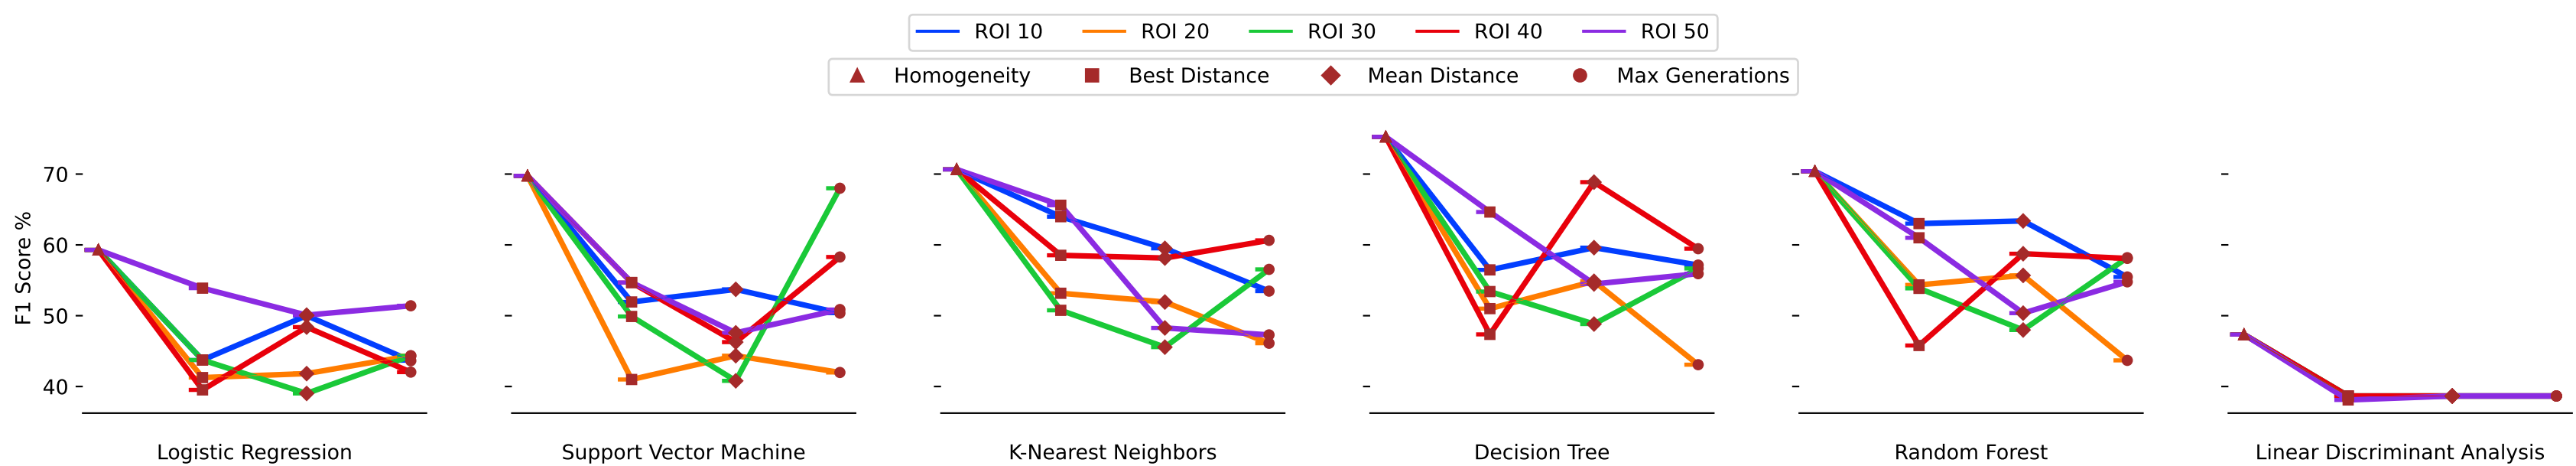 ROI 10 ROI 20 ROI 30 ROI 40 ROI 50
Homogeneity Best Distance Mean Distance Max Generations
F1 Score %
70
60
50
40
Logistic Regression Support Vector Machine K-Nearest Neighbors Decision Tree Random Forest Linear Discriminant Analysis